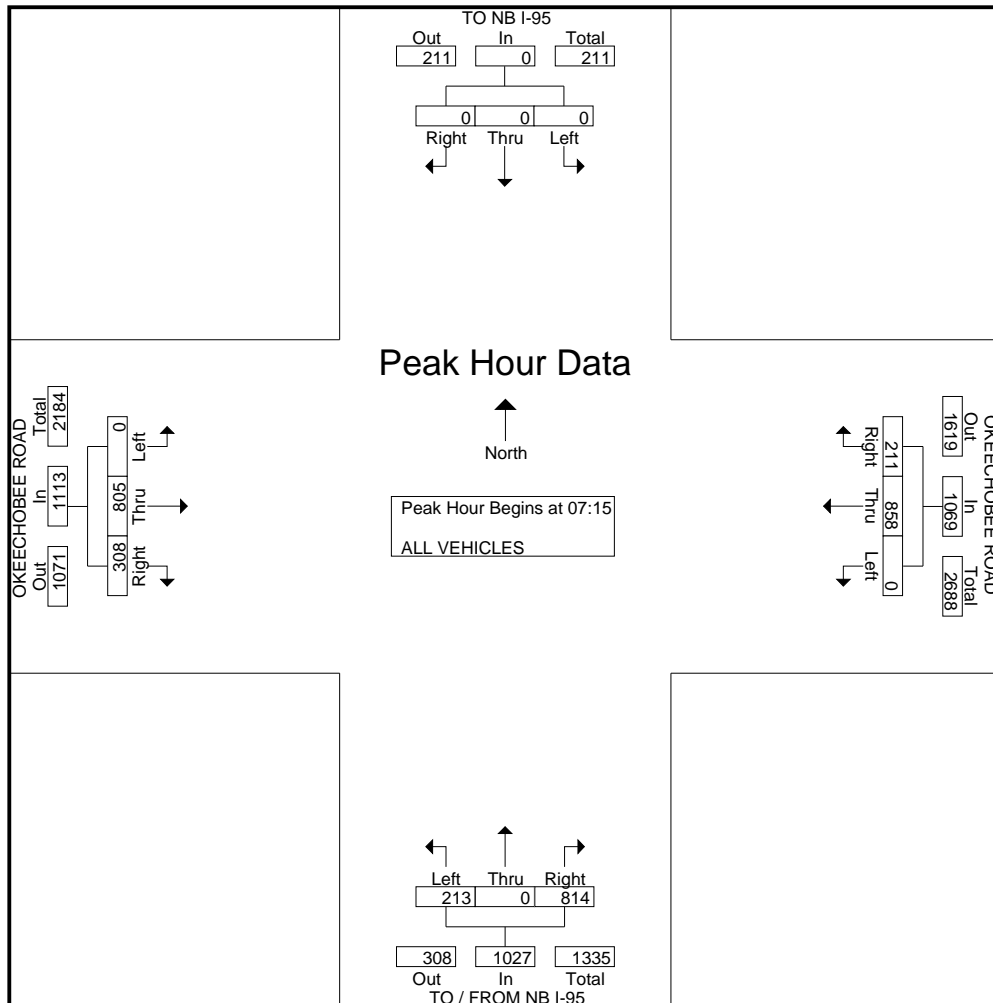 TO NB I-95
Out In Total
211 0 211
0 0 0
Right Thru Left
Peak Hour Data
North
Peak Hour Begins at 07:15
ALL VEHICLES
OKEECHOBEE ROAD
Out In Total
1071 1113 2184
308 805 0
Right Thru Left
OKEECHOBEE ROAD
Out In Total
1619 1069 2688
211 858 0
Right Thru Left
Left Thru Right
213 0 814
308 1027 1335
Out In Total
TO / FROM NB I-95